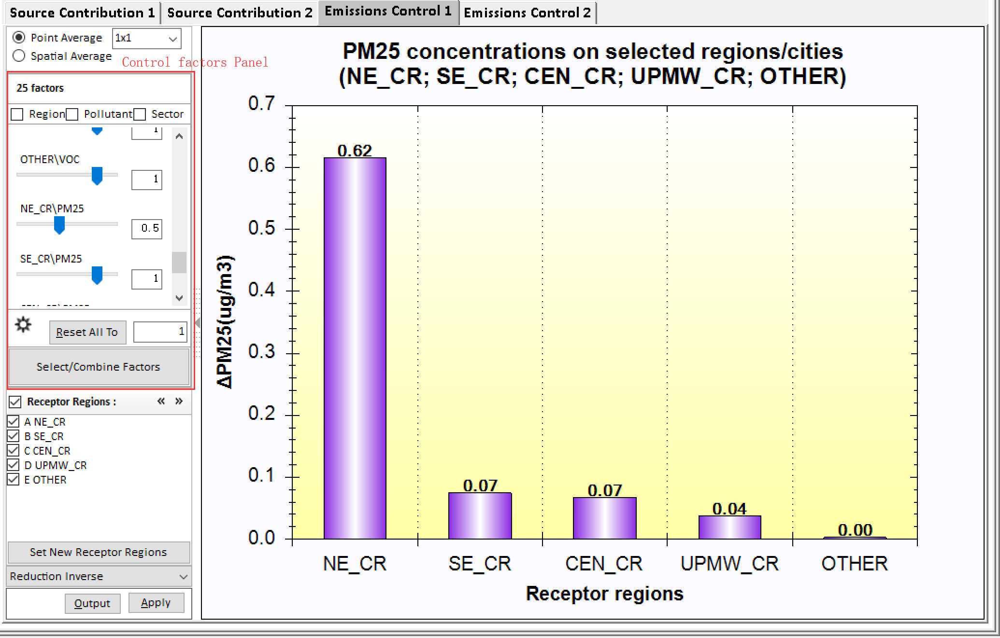 Source Contribution 1 Source Contribution 2 Emissions Control 1 Emissions Control 2
Point Average 1x1
Spatial Average
Control factors Panel
25 factors
Region Pollutant Sector
1
OTHER\VOC
1
NE_CR\PM25
0.5
SE_CR\PM25
1
Reset All To 1
Select/Combine Factors
Receptor Regions : « »
A NE_CR
B SE_CR
C CEN_CR
D UPMW_CR
E OTHER
Set New Receptor Regions
Reduction Inverse
Output Apply
PM25 concentrations on selected regions/cities
(NE_CR; SE_CR; CEN_CR; UPMW_CR; OTHER)
ΔPM25(ug/m3)
0.7
0.6
0.5
0.4
0.3
0.2
0.1
0.0
0.62
0.07
0.07
0.04
0.00
NE_CR SE_CR CEN_CR UPMW_CR OTHER
Receptor regions